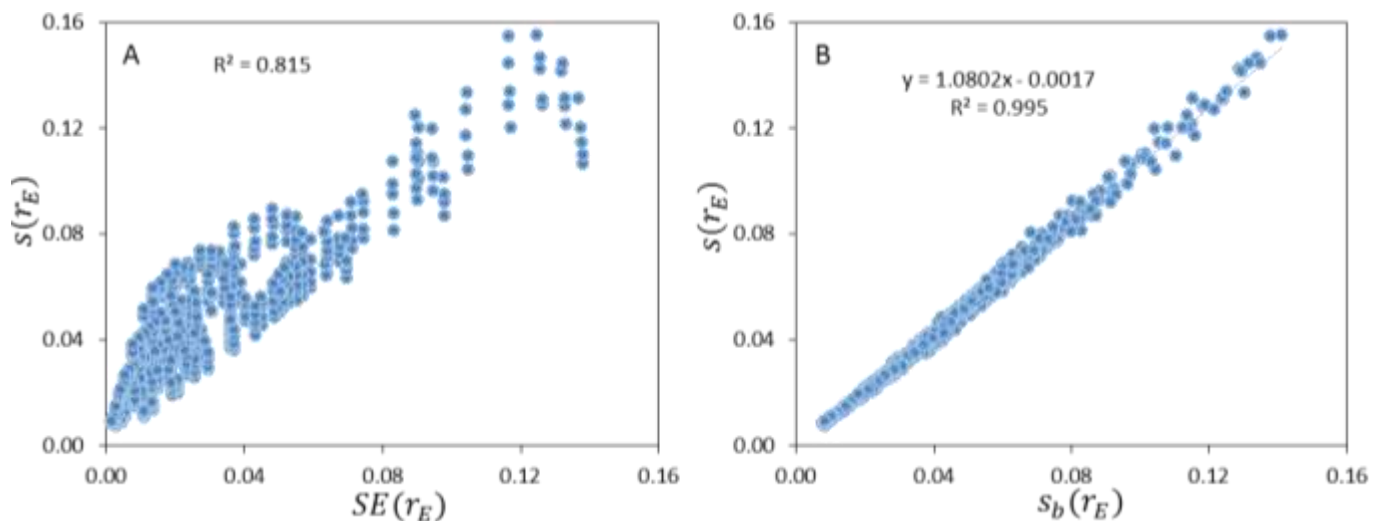 A
R² = 0.815
s(r_E)
0.16
0.12
0.08
0.04
0.00
0.00 0.04 0.08 0.12 0.16
SE(r_E)
B
y = 1.0802x - 0.0017
R² = 0.995
s(r_E)
0.16
0.12
0.08
0.04
0.00
0.00 0.04 0.08 0.12 0.16
s_b(r_E)